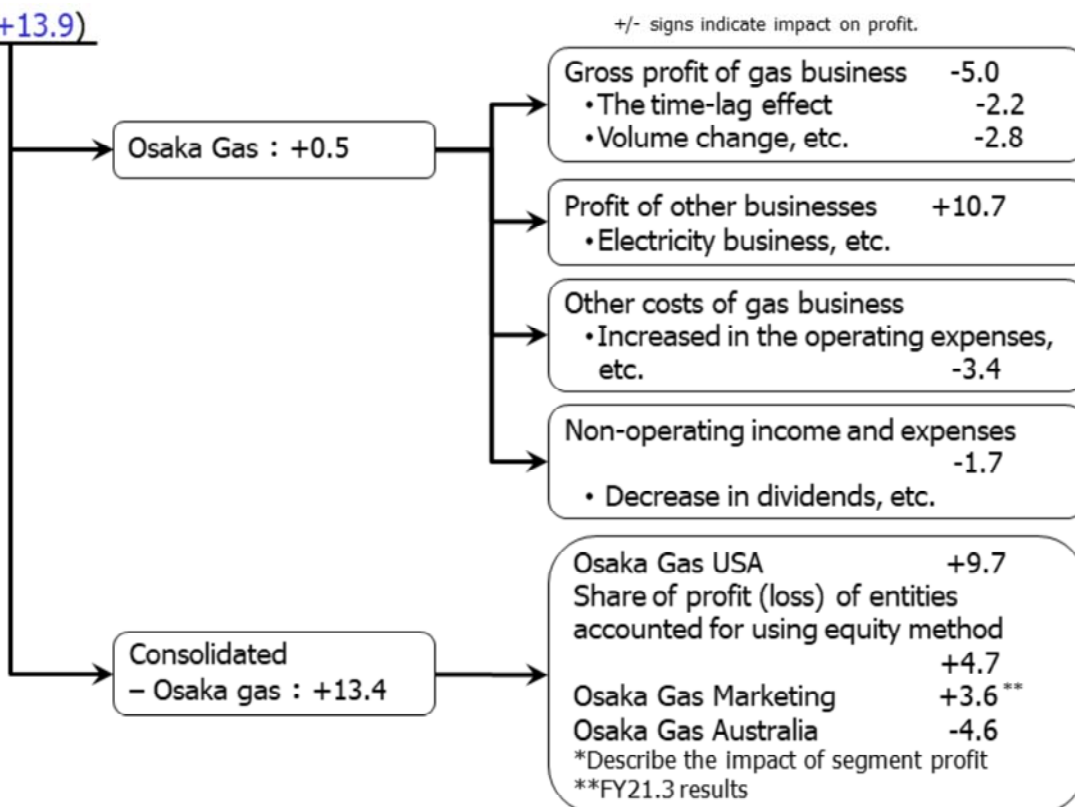 +13.9)
+/- signs indicate impact on profit.
Osaka Gas : +0.5
Gross profit of gas business -5.0
•The time-lag effect -2.2
•Volume change, etc. -2.8
Profit of other businesses +10.7
•Electricity business, etc.
Other costs of gas business
•Increased in the operating expenses,
etc. -3.4
Non-operating income and expenses
-1.7
• Decrease in dividends, etc.
Consolidated
– Osaka gas : +13.4
Osaka Gas USA +9.7
Share of profit (loss) of entities
accounted for using equity method
+4.7
Osaka Gas Marketing +3.6**
Osaka Gas Australia -4.6
*Describe the impact of segment profit
**FY21.3 results